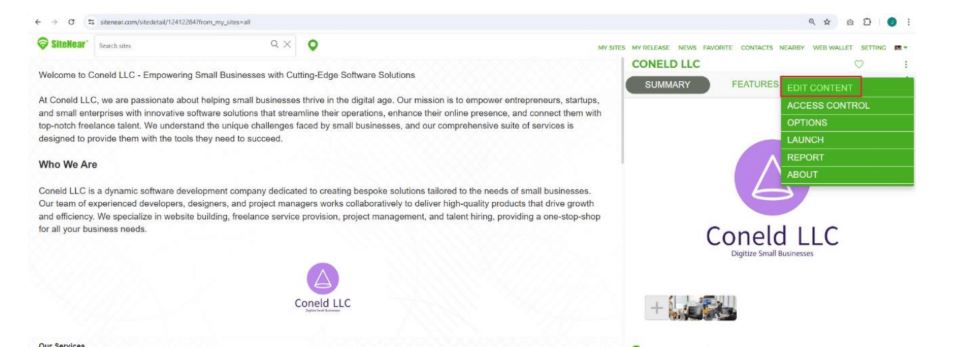 sitenear.com/sitedetail/12412284?from_my_sites=all
SiteNear
Search sites
MY SITES MY RELEASE NEWS FAVORITE CONTACTS NEARBY WEB WALLET SETTING
Welcome to Coneld LLC - Empowering Small Businesses with Cutting-Edge Software Solutions
At Coneld LLC, we are passionate about helping small businesses thrive in the digital age. Our mission is to empower entrepreneurs, startups,
and small enterprises with innovative software solutions that streamline their operations, enhance their online presence, and connect them with
top-notch freelance talent. We understand the unique challenges faced by small businesses, and our comprehensive suite of services is
designed to provide them with the tools they need to succeed.
Who We Are
Coneld LLC is a dynamic software development company dedicated to creating bespoke solutions tailored to the needs of small businesses.
Our team of experienced developers, designers, and project managers works collaboratively to deliver high-quality products that drive growth
and efficiency. We specialize in website building, freelance service provision, project management, and talent hiring, providing a one-stop-shop
for all your business needs.
Coneld LLC
Digitize Small Businesses
Our Services
CONELD LLC
SUMMARY
FEATURES
EDIT CONTENT
ACCESS CONTROL
OPTIONS
LAUNCH
REPORT
ABOUT
Coneld LLC
Digitize Small Businesses